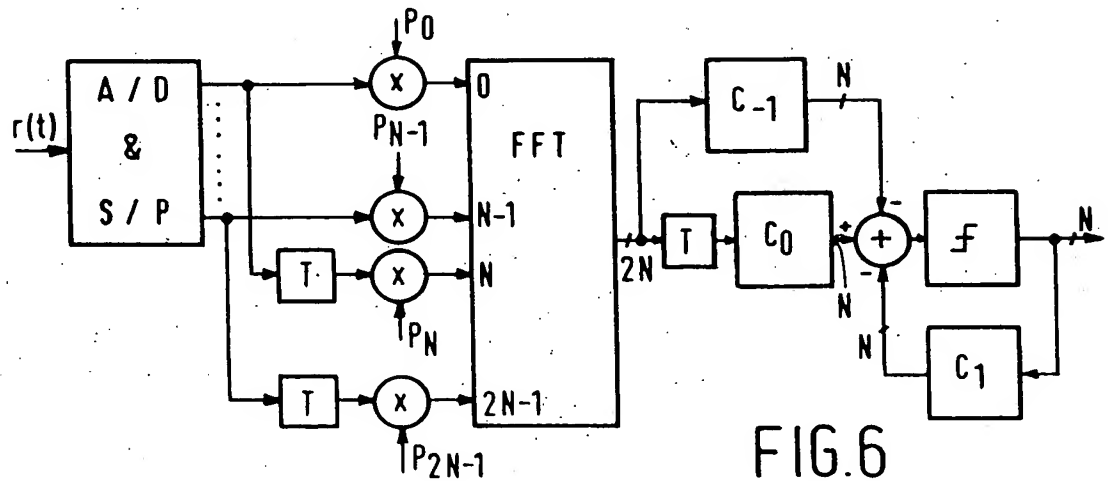 P0
A / D
&
S / P
r(t)
X
0
PN-1
X
N-1
T
X
N
PN
T
X
2N-1
P2N-1
FFT
2N
C-1
N
-
T
C0
+
N
+
-
N
N
C1
FIG.6